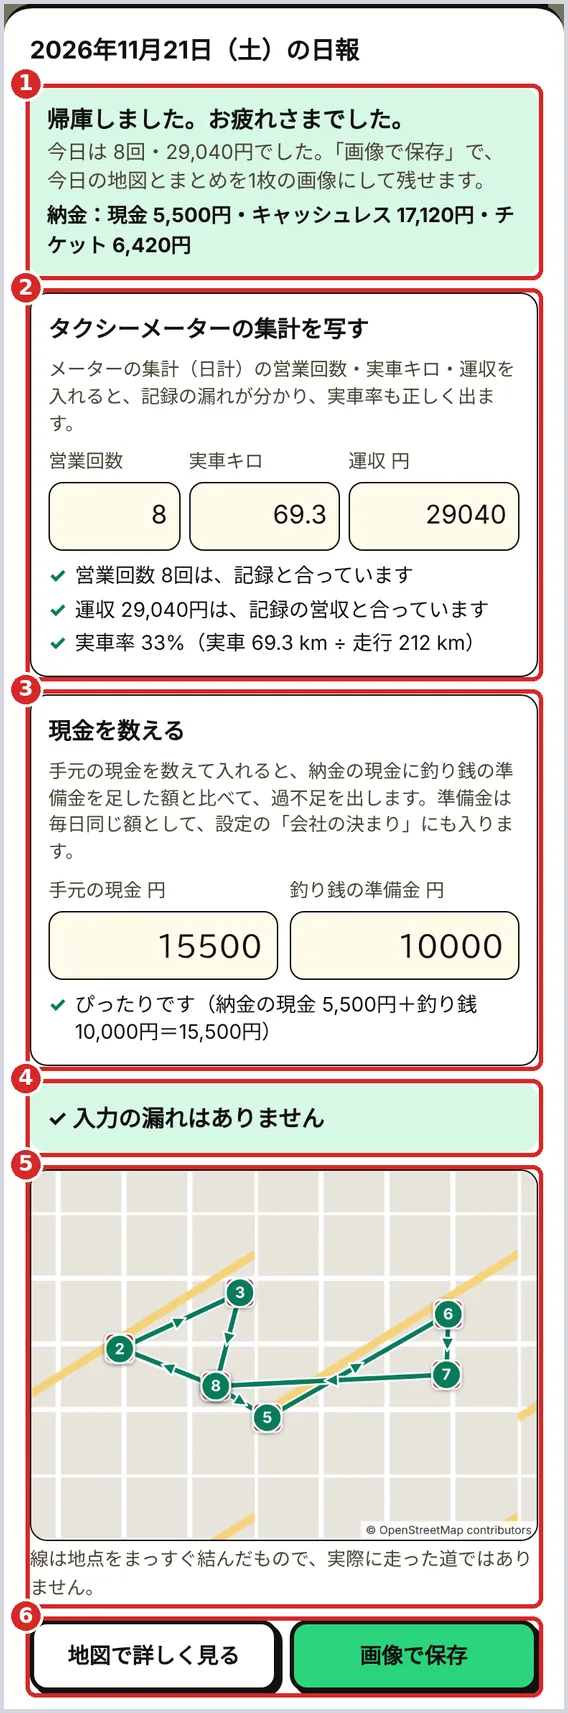 2026年11月21日（土）の日報
1
帰庫しました。お疲れさまでした。
今日は 8回・29,040円でした。「画像で保存」で、
今日の地図とまとめを1枚の画像にして残せます。
納金：現金 5,500円・キャッシュレス 17,120円・チ
ケット 6,420円
2
タクシーメーターの集計を写す
メーターの集計（日計）の営業回数・実車キロ・運収を
入れると、記録の漏れが分かり、実車率も正しく出ま
す。
営業回数 実車キロ 運収 円
8 69.3 29040
✓ 営業回数 8回は、記録と合っています
✓ 運収 29,040円は、記録の営収と合っています
✓ 実車率 33%（実車 69.3 km ÷ 走行 212 km）
3
現金を数える
手元の現金を数えて入れると、納金の現金に釣り銭の準
備金を足した額と比べて、過不足を出します。準備金は
毎日同じ額として、設定の「会社の決まり」にも入りま
す。
手元の現金 円 釣り銭の準備金 円
15500 10000
✓ ぴったりです（納金の現金 5,500円＋釣り銭
10,000円＝15,500円）
4
✓ 入力の漏れはありません
5
3
6
2
7
8
5
© OpenStreetMap contributors
線は地点をまっすぐ結んだもので、実際に走った道ではあり
ません。
6
地図で詳しく見る 画像で保存